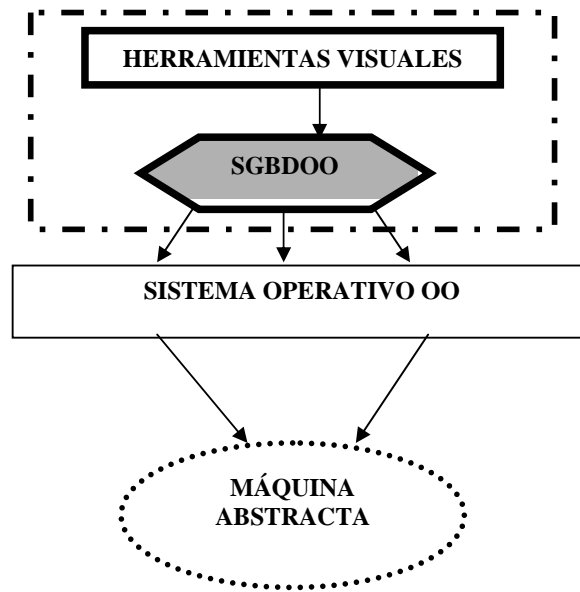 HERRAMIENTAS VISUALES
SGBDOO
SISTEMA OPERATIVO OO
MÁQUINA
ABSTRACTA